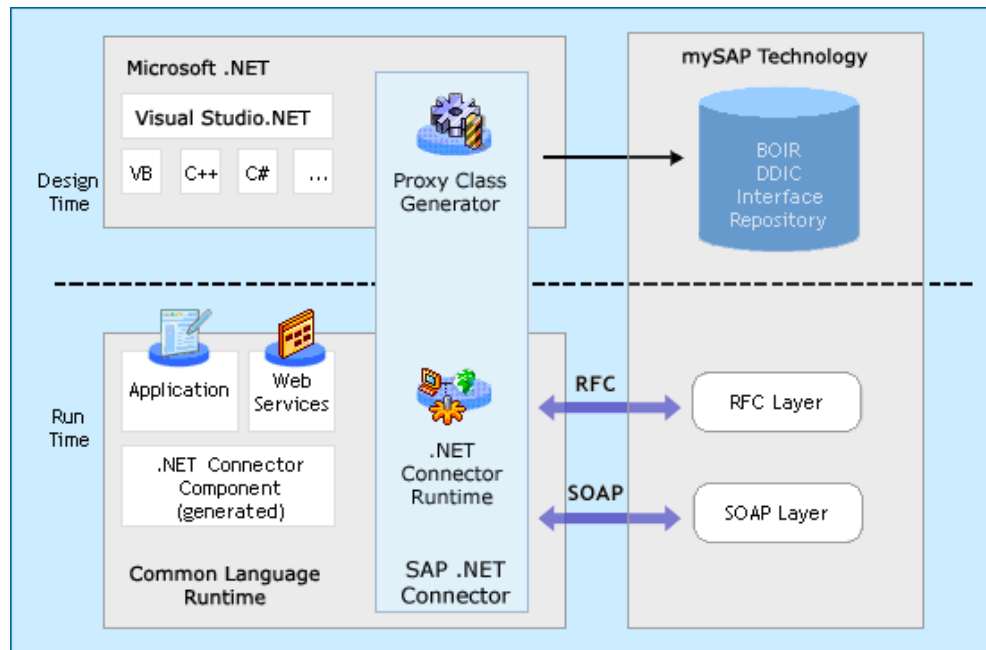 Microsoft .NET
Visual Studio.NET
VB
C++
C#
...
Design
Time
Proxy Class
Generator
mySAP Technology
BOIR
DDIC
Interface
Repository
Run
Time
Application
Web
Services
.NET Connector
Component
(generated)
Common Language
Runtime
.NET
Connector
Runtime
SAP .NET
Connector
RFC
RFC Layer
SOAP
SOAP Layer